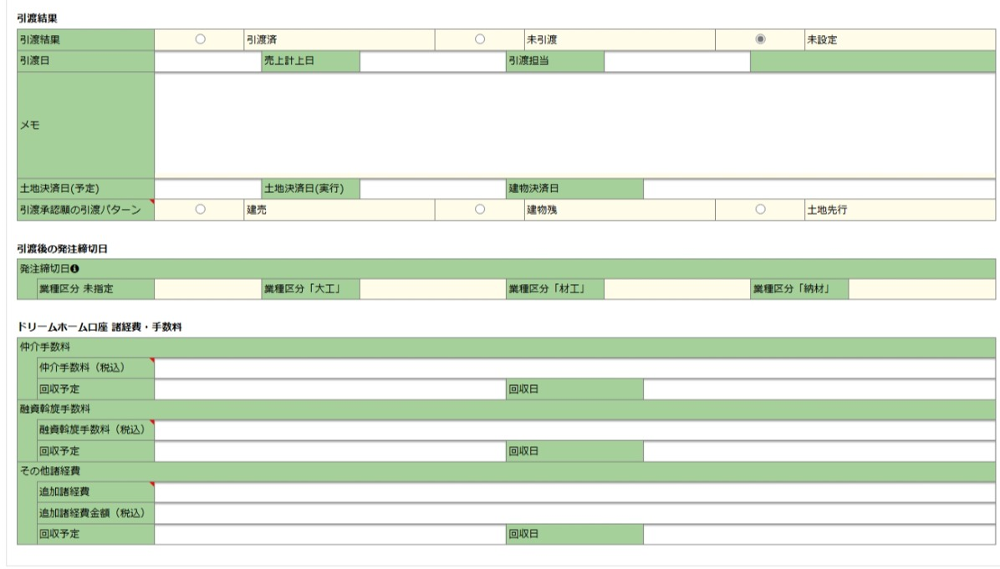 引渡結果
引渡結果 引渡済 未引渡 未設定
引渡日 売上計上日 引渡担当
メモ
土地決済日(予定) 土地決済日(実行) 建物決済日
引渡承認願の引渡パターン 建売 建物残 土地先行
引渡後の発注締切日
発注締切日
業種区分 未指定 業種区分「大工」 業種区分「材工」 業種区分「納材」
ドリームホーム口座 諸経費・手数料
仲介手数料
仲介手数料（税込）
回収予定 回収日
融資斡旋手数料
融資斡旋手数料（税込）
回収予定 回収日
その他諸経費
追加諸経費
追加諸経費金額（税込）
回収予定 回収日